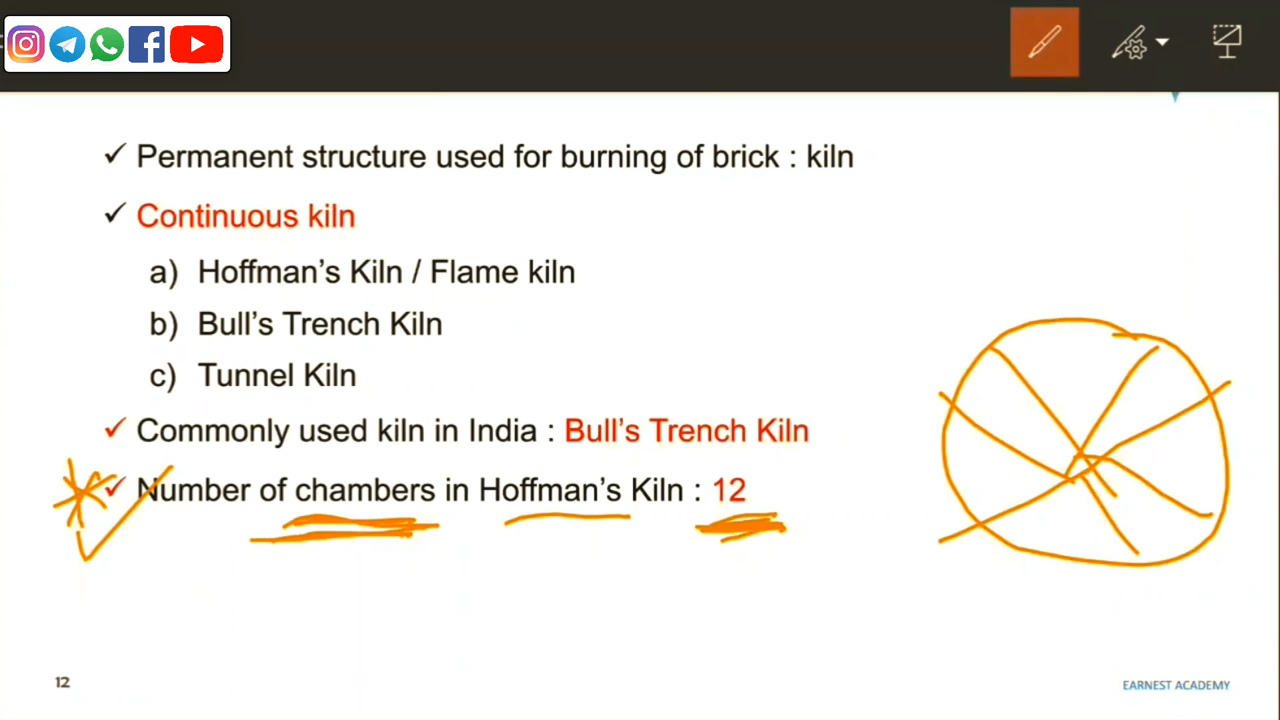 ✓ Permanent structure used for burning of brick : kiln
✓ Continuous kiln
a) Hoffman's Kiln / Flame kiln
b) Bull's Trench Kiln
c) Tunnel Kiln
✓ Commonly used kiln in India : Bull's Trench Kiln
✓ Number of chambers in Hoffman's Kiln : 12
12
EARNEST ACADEMY